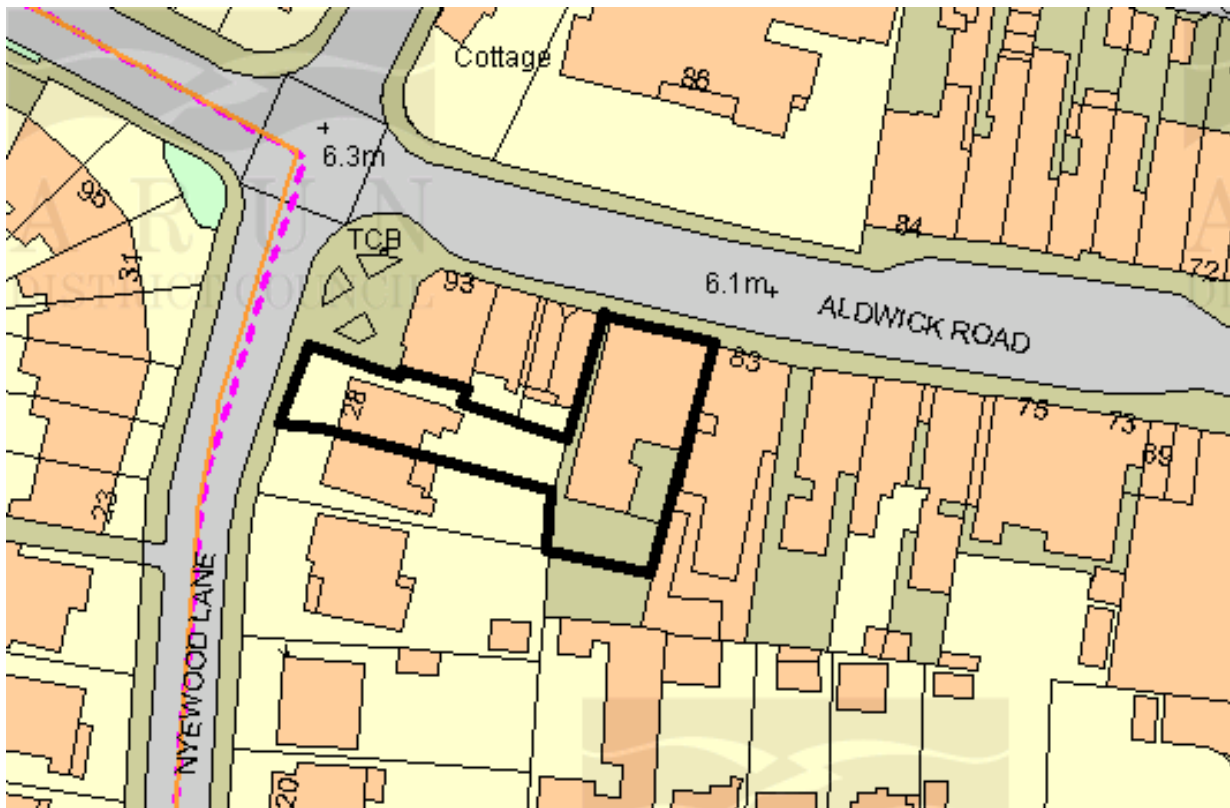 Cottage
86
6.3m
95
ARUN
DISTRICT COUNCIL
84
A
72
TCB
93
6.1m
ALDWICK ROAD
31
83
28
75
73
69
23
NYEWOOD LANE
20